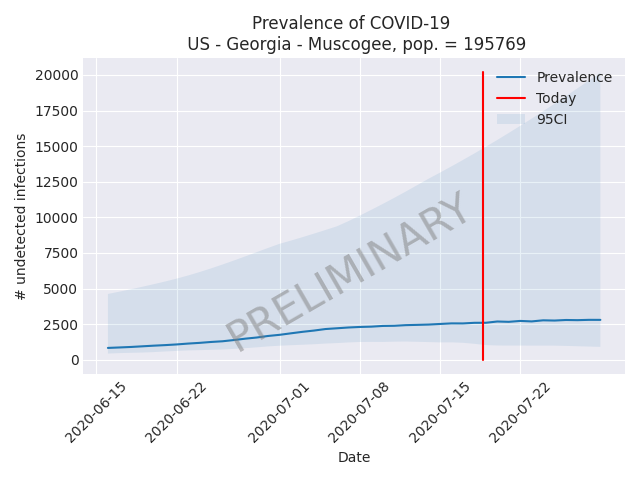 Prevalence of COVID-19
US - Georgia - Muscogee, pop. = 195769
20000
17500
15000
12500
10000
7500
5000
2500
0
# undetected infections
Prevalence
Today
95CI
PRELIMINARY
2020-06-15
2020-06-22
2020-07-01
2020-07-08
2020-07-15
2020-07-22
Date